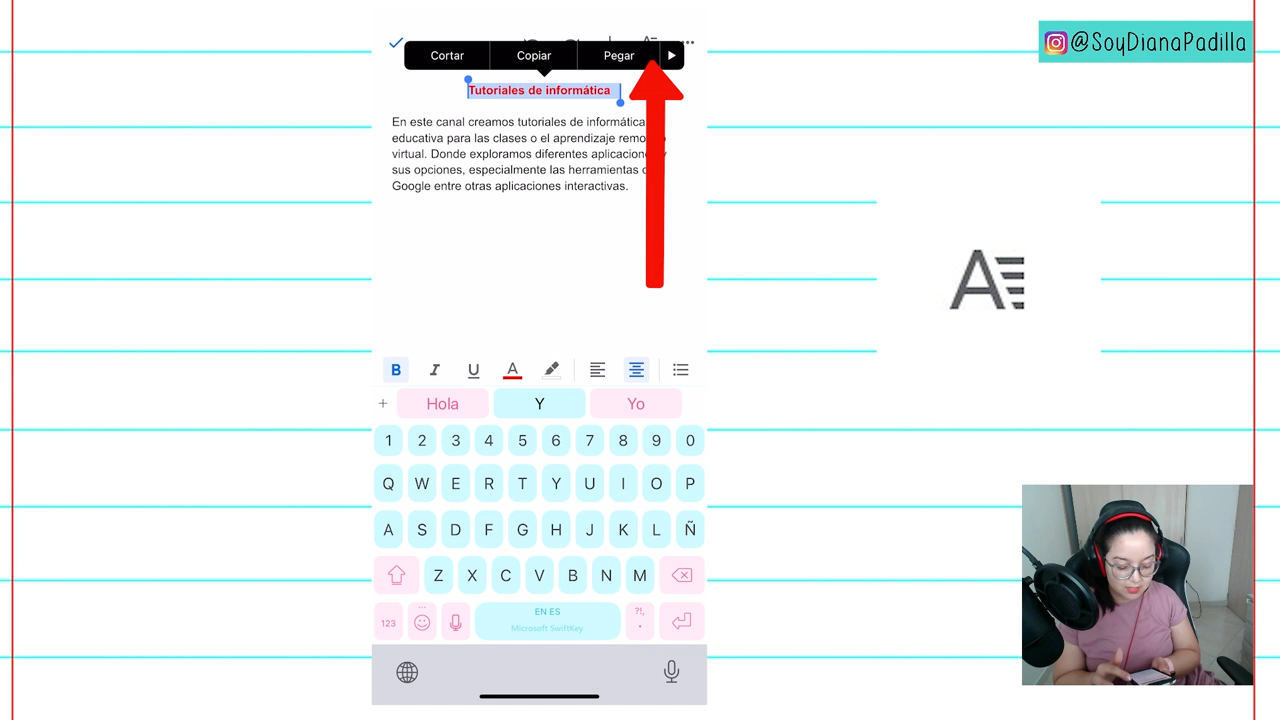 @SoyDianaPadilla
Cortar Copiar Pegar
Tutoriales de informática
En este canal creamos tutoriales de informática
educativa para las clases o el aprendizaje
virtual. Donde exploramos diferentes
sus opciones, especialmente las herramientas
Google entre otras aplicaciones interactivas.
A
B I U A
+ Hola Y Yo
1 2 3 4 5 6 7 8 9 0
Q W E R T Y U I O P
A S D F G H J K L Ñ
Z X C V B N M
123 EN ES ?!,
Microsoft SwiftKey .